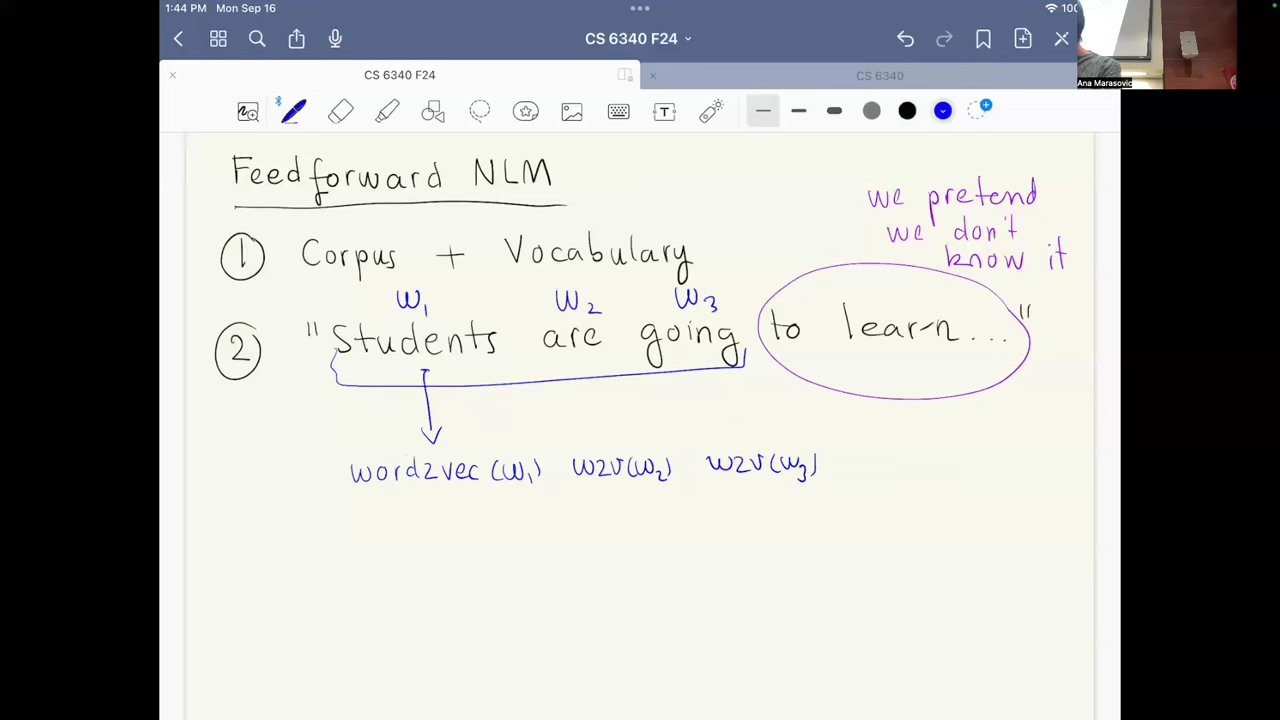 1:44 PM Mon Sep 16
CS 6340 F24
Ana Marasovic
CS 6340 F24
CS 6340
Feedforward NLM
we pretend
we don't
know it
① Corpus + Vocabulary
w₁ w₂ w₃
② "Students are going to learn..."
word2vec(w₁) w2v(w₂) w2v(w₃)